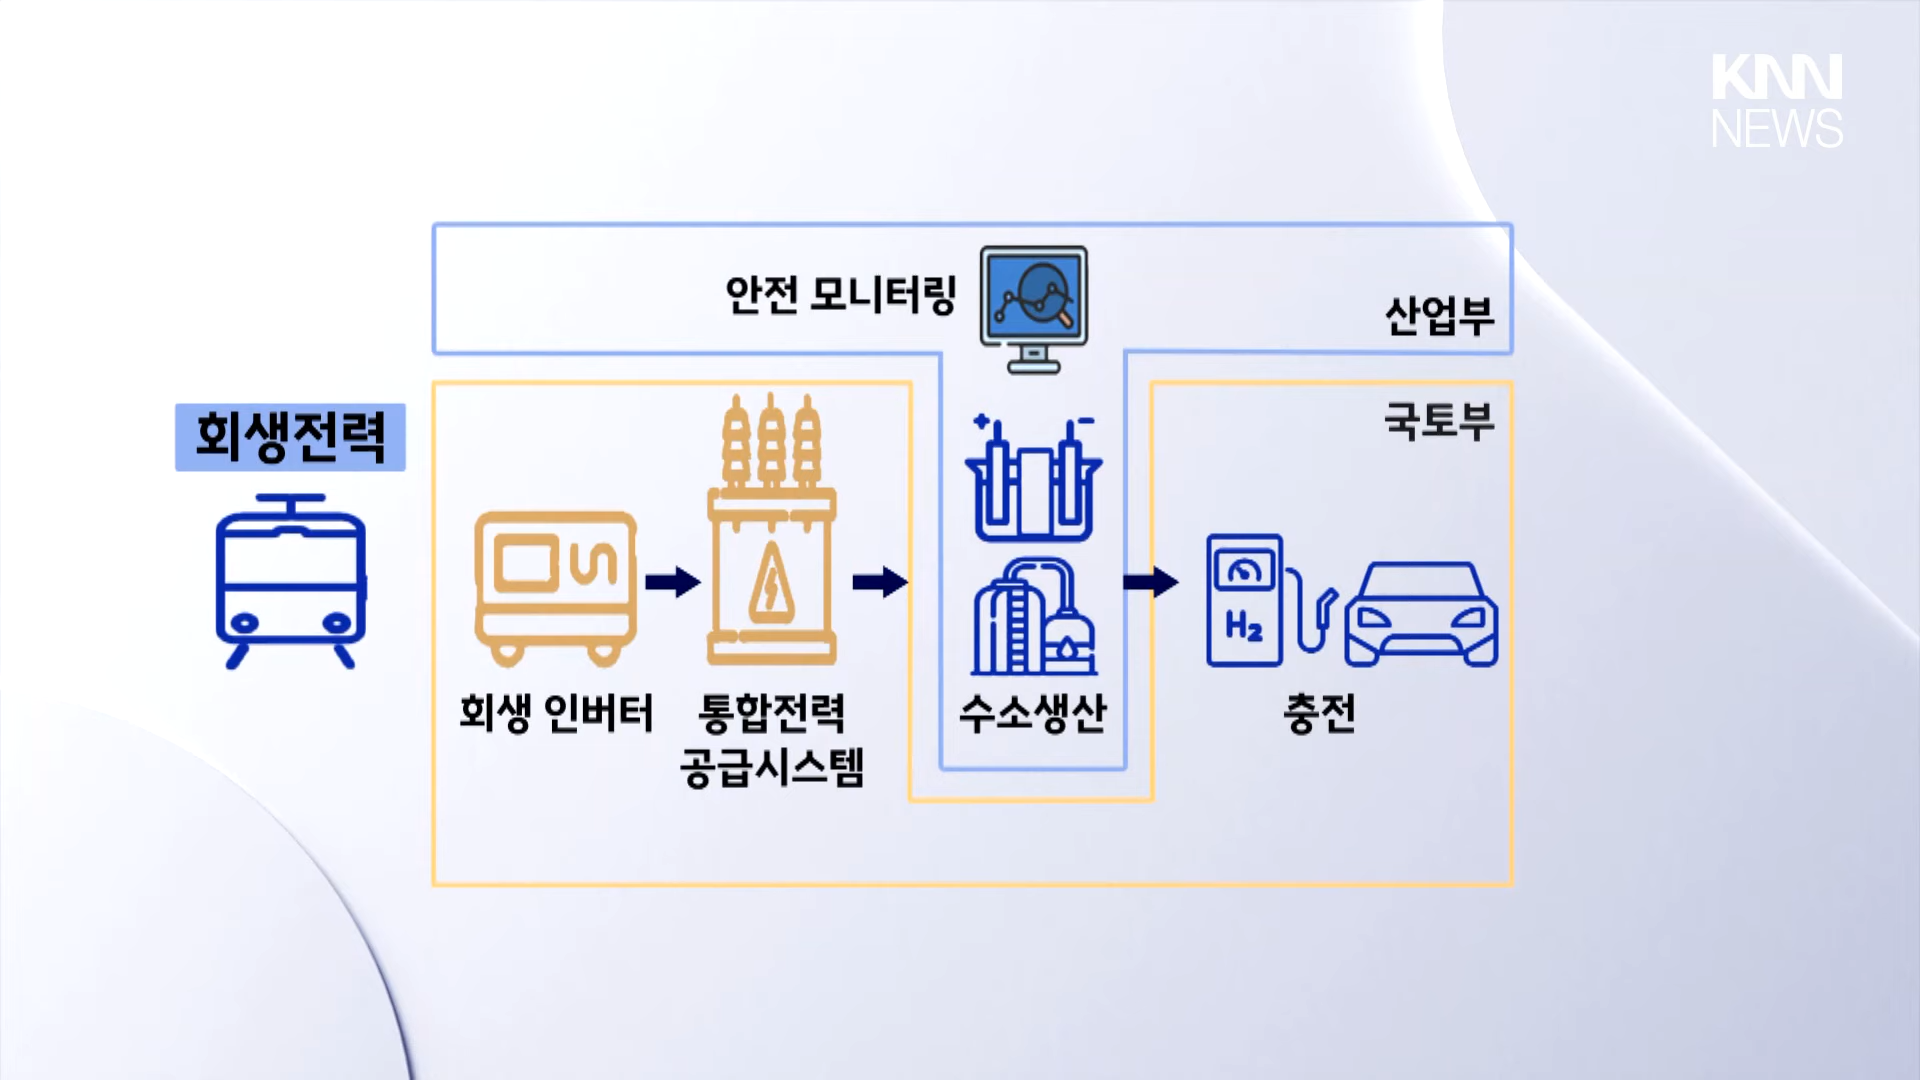 KNN
NEWS
안전 모니터링
산업부
국토부
회생전력
+ -
H₂
회생 인버터
통합전력
공급시스템
수소생산
충전